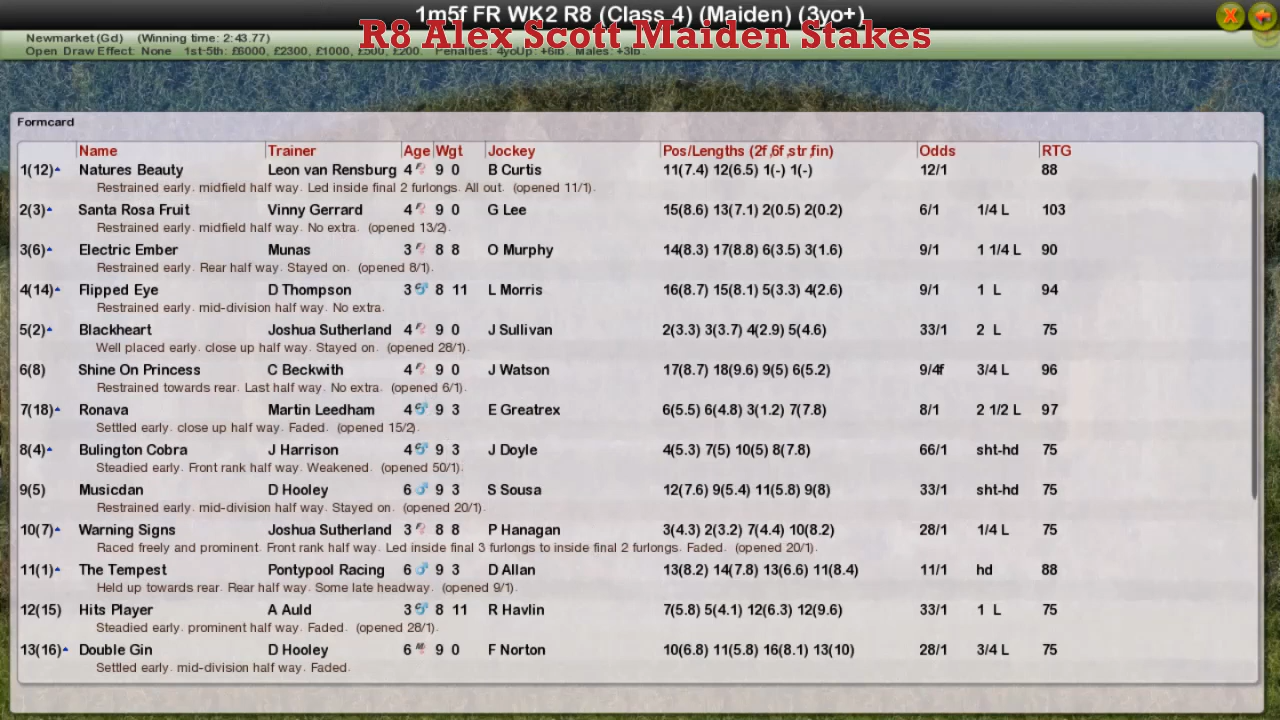 1m5f FR WK2 R8 (Class 4) (Maiden) (3yo+)
R8 Alex Scott Maiden Stakes
Newmarket(Gd) (Winning time: 2:43.77)
Open Draw Effect: None 1st-5th: £6000, £2300, £1000, £500, £200. Penalties: 4yoUp: +6lb. Males: +3lb.
Formcard
Name Trainer Age Wgt Jockey Pos/Lengths (2f,6f,str,fin) Odds RTG
1(12) Natures Beauty Leon van Rensburg 4 9 0 B Curtis 11(7.4) 12(6.5) 1(-) 1(-) 12/1 88
Restrained early. midfield half way. Led inside final 2 furlongs. All out. (opened 11/1).
2(3) Santa Rosa Fruit Vinny Gerrard 4 9 0 G Lee 15(8.6) 13(7.1) 2(0.5) 2(0.2) 6/1 1/4 L 103
Restrained early. midfield half way. No extra. (opened 13/2).
3(6) Electric Ember Munas 3 8 8 O Murphy 14(8.3) 17(8.8) 6(3.5) 3(1.6) 9/1 1 1/4 L 90
Restrained early. Rear half way. Stayed on. (opened 8/1).
4(14) Flipped Eye D Thompson 3 8 11 L Morris 16(8.7) 15(8.1) 5(3.3) 4(2.6) 9/1 1 L 94
Restrained early. mid-division half way. No extra.
5(2) Blackheart Joshua Sutherland 4 9 0 J Sullivan 2(3.3) 3(3.7) 4(2.9) 5(4.6) 33/1 2 L 75
Well placed early. close up half way. Stayed on. (opened 28/1).
6(8) Shine On Princess C Beckwith 4 9 0 J Watson 17(8.7) 18(9.6) 9(5) 6(5.2) 9/4f 3/4 L 96
Restrained towards rear. Last half way. No extra. (opened 6/1).
7(18) Ronava Martin Leedham 4 9 3 E Greatrex 6(5.5) 6(4.8) 3(1.2) 7(7.8) 8/1 2 1/2 L 97
Settled early. close up half way. Faded. (opened 15/2).
8(4) Bulington Cobra J Harrison 4 9 3 J Doyle 4(5.3) 7(5) 10(5) 8(7.8) 66/1 sht-hd 75
Steadied early. Front rank half way. Weakened. (opened 50/1).
9(5) Musicdan D Hooley 6 9 3 S Sousa 12(7.6) 9(5.4) 11(5.8) 9(8) 33/1 sht-hd 75
Restrained early. mid-division half way. Stayed on. (opened 20/1).
10(7) Warning Signs Joshua Sutherland 3 8 8 P Hanagan 3(4.3) 2(3.2) 7(4.4) 10(8.2) 28/1 1/4 L 75
Raced freely and prominent. Front rank half way. Led inside final 3 furlongs to inside final 2 furlongs. Faded. (opened 20/1).
11(1) The Tempest Pontypool Racing 6 9 3 D Allan 13(8.2) 14(7.8) 13(6.6) 11(8.4) 11/1 hd 88
Held up towards rear. Rear half way. Some late headway. (opened 9/1).
12(15) Hits Player A Auld 3 8 11 R Havlin 7(5.8) 5(4.1) 12(6.3) 12(9.6) 33/1 1 L 75
Steadied early. prominent half way. Faded. (opened 28/1).
13(16) Double Gin D Hooley 6 9 0 F Norton 10(6.8) 11(5.8) 16(8.1) 13(10) 28/1 3/4 L 75
Settled early. mid-division half way. Faded.